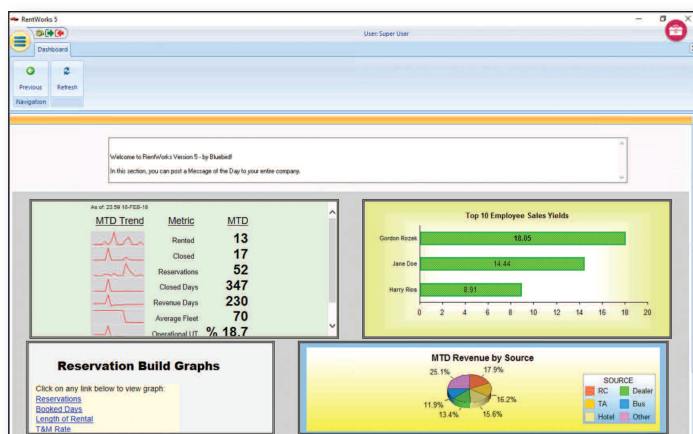 RentWorks 5
User: Super User
Dashboard
Previous
Refresh
Navigation
Welcome to RentWorks Version 5 - by Bluebird!
In this section, you can post a Message of the Day to your entire company.
As of: 23:59 10-FEB-16
MTD Trend Metric MTD
Rented 13
Closed 17
Reservations 52
Closed Days 347
Revenue Days 230
Average Fleet 70
Operational UT % 18.7
Top 10 Employee Sales Yields
Gordon Rozek 18.05
Jane Doe 14.44
Harry Rios 8.91
0 2 4 6 8 10 12 14 16 18 20
Reservation Build Graphs
Click on any link below to view graph:
Reservations
Booked Days
Length of Rental
T&M Rate
MTD Revenue by Source
25.1% 17.9%
16.2%
11.9%
13.4% 15.6%
SOURCE
RC Dealer
TA Bus
Hotel Other